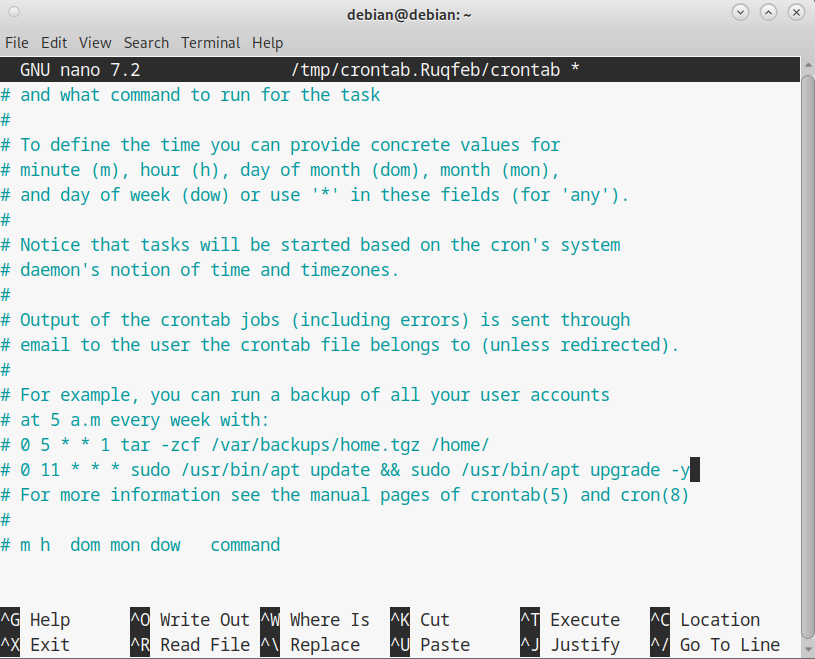 debian@debian: ~
File Edit View Search Terminal Help
GNU nano 7.2 /tmp/crontab.Ruqfeb/crontab *
# and what command to run for the task
#
# To define the time you can provide concrete values for
# minute (m), hour (h), day of month (dom), month (mon),
# and day of week (dow) or use '*' in these fields (for 'any').
#
# Notice that tasks will be started based on the cron's system
# daemon's notion of time and timezones.
#
# Output of the crontab jobs (including errors) is sent through
# email to the user the crontab file belongs to (unless redirected).
#
# For example, you can run a backup of all your user accounts
# at 5 a.m every week with:
# 0 5 * * 1 tar -zcf /var/backups/home.tgz /home/
# 0 11 * * * sudo /usr/bin/apt update && sudo /usr/bin/apt upgrade -y
# For more information see the manual pages of crontab(5) and cron(8)
#
# m h  dom mon dow   command
^G Help ^O Write Out ^W Where Is ^K Cut ^T Execute ^C Location
^X Exit ^R Read File ^\ Replace ^U Paste ^J Justify ^/ Go To Line